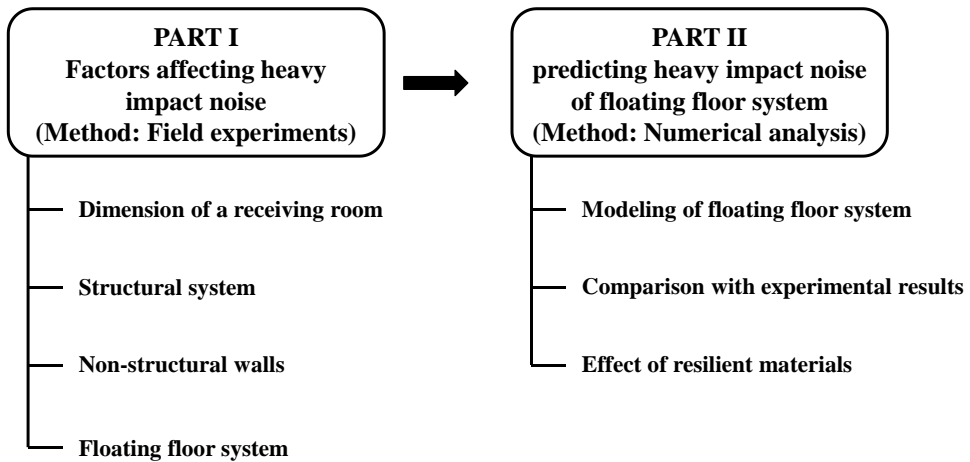 PART I
Factors affecting heavy
impact noise
(Method: Field experiments)
Dimension of a receiving room
Structural system
Non-structural walls
Floating floor system
PART II
predicting heavy impact noise
of floating floor system
(Method: Numerical analysis)
Modeling of floating floor system
Comparison with experimental results
Effect of resilient materials